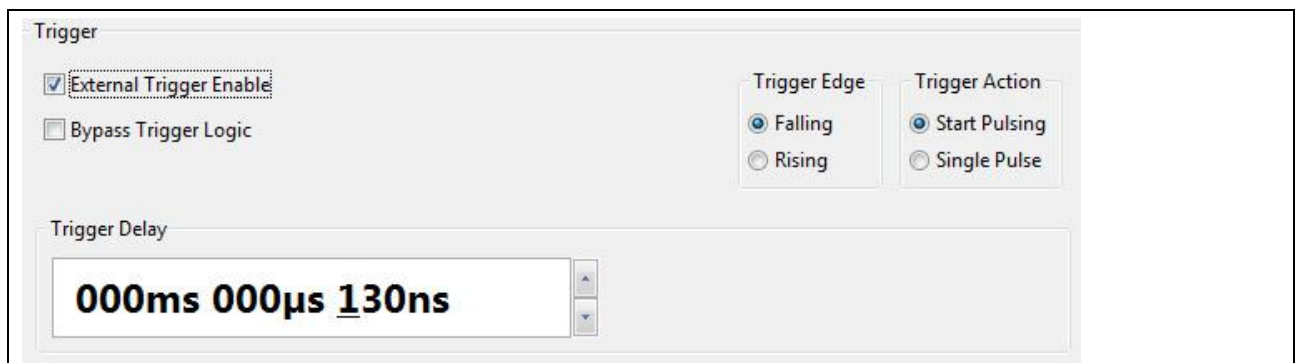 Trigger
External Trigger Enable
Bypass Trigger Logic
Trigger Edge
Falling
Rising
Trigger Action
Start Pulsing
Single Pulse
Trigger Delay
000ms 000µs 130ns